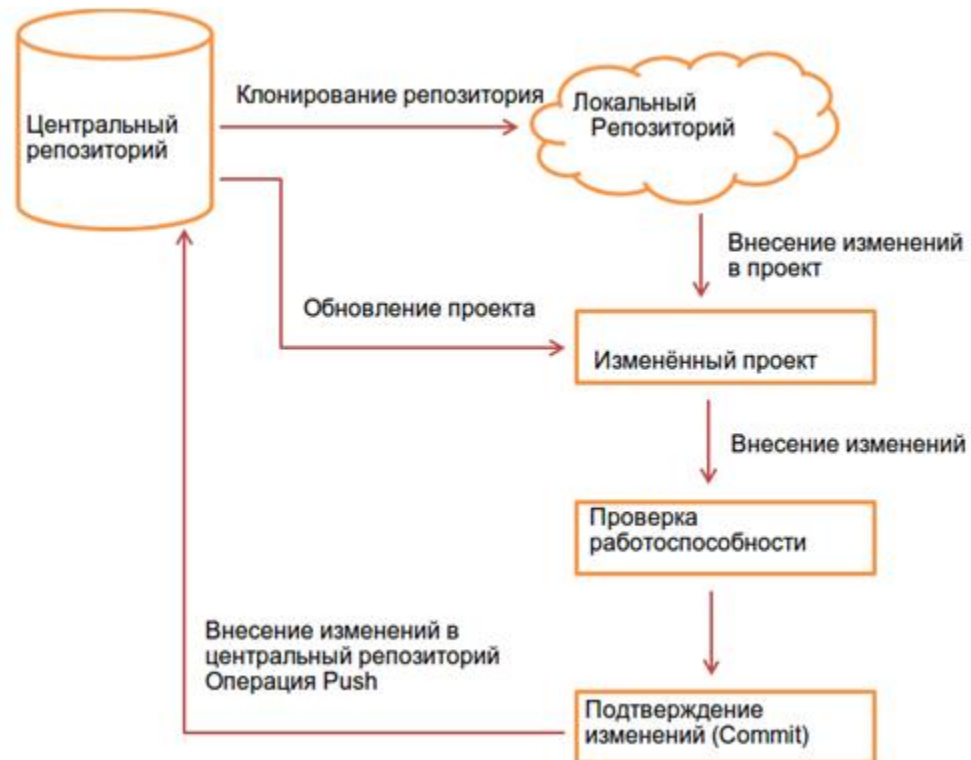 Центральный
репозиторий
Клонирование репозитория
Локальный
Репозиторий
Внесение изменений
в проект
Обновление проекта
Изменённый проект
Внесение изменений
Проверка
работоспособности
Внесение изменений в
центральный репозиторий
Операция Push
Подтверждение
изменений (Commit)